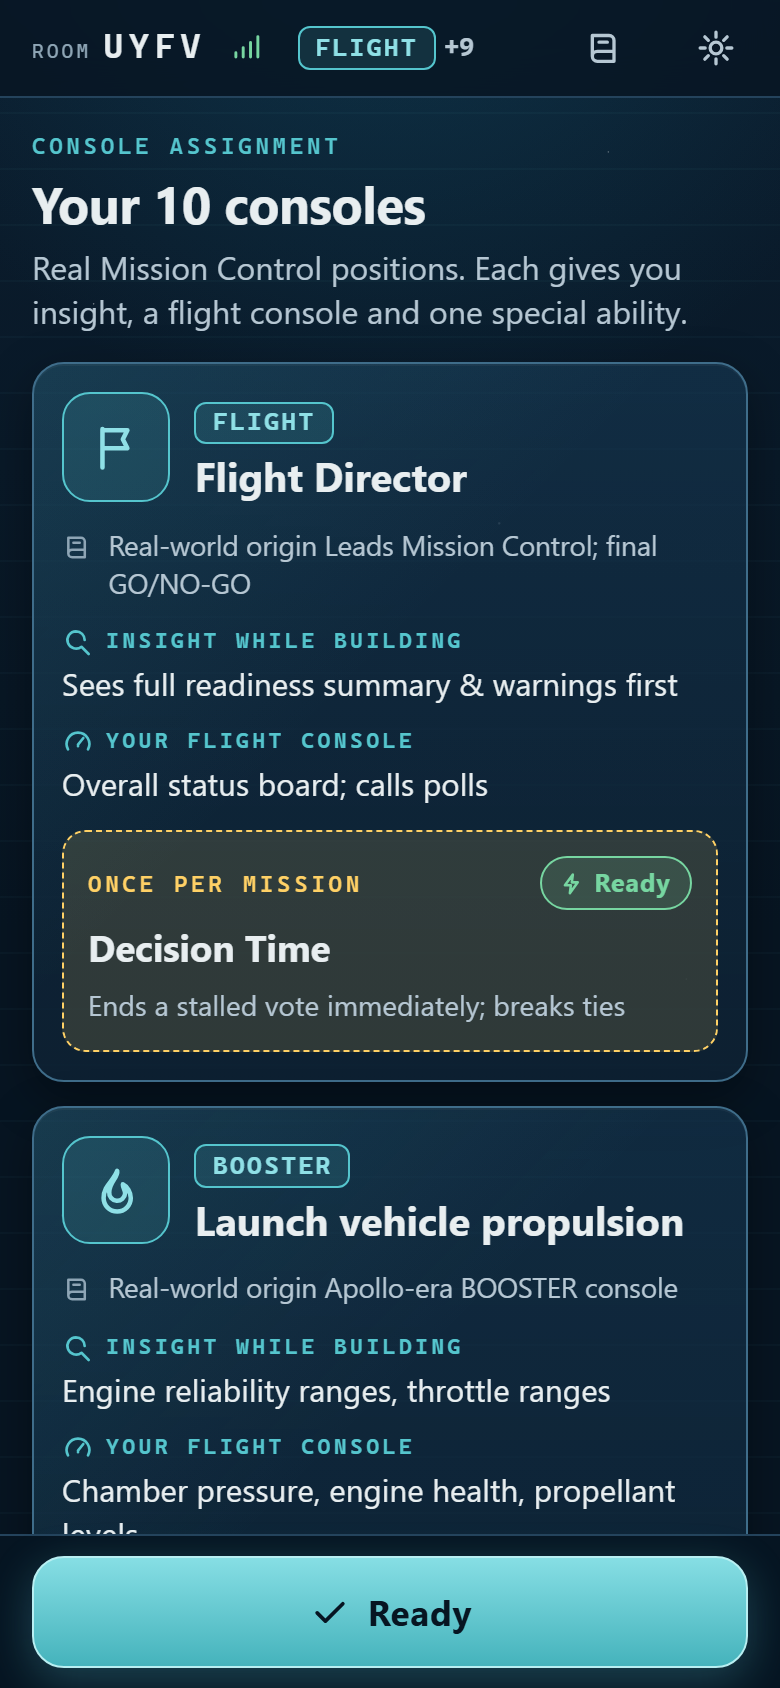 ROOM UYFV FLIGHT +9
CONSOLE ASSIGNMENT
Your 10 consoles
Real Mission Control positions. Each gives you
insight, a flight console and one special ability.
FLIGHT
Flight Director
Real-world origin Leads Mission Control; final
GO/NO-GO
INSIGHT WHILE BUILDING
Sees full readiness summary & warnings first
YOUR FLIGHT CONSOLE
Overall status board; calls polls
ONCE PER MISSION Ready
Decision Time
Ends a stalled vote immediately; breaks ties
BOOSTER
Launch vehicle propulsion
Real-world origin Apollo-era BOOSTER console
INSIGHT WHILE BUILDING
Engine reliability ranges, throttle ranges
YOUR FLIGHT CONSOLE
Chamber pressure, engine health, propellant
levels
Ready